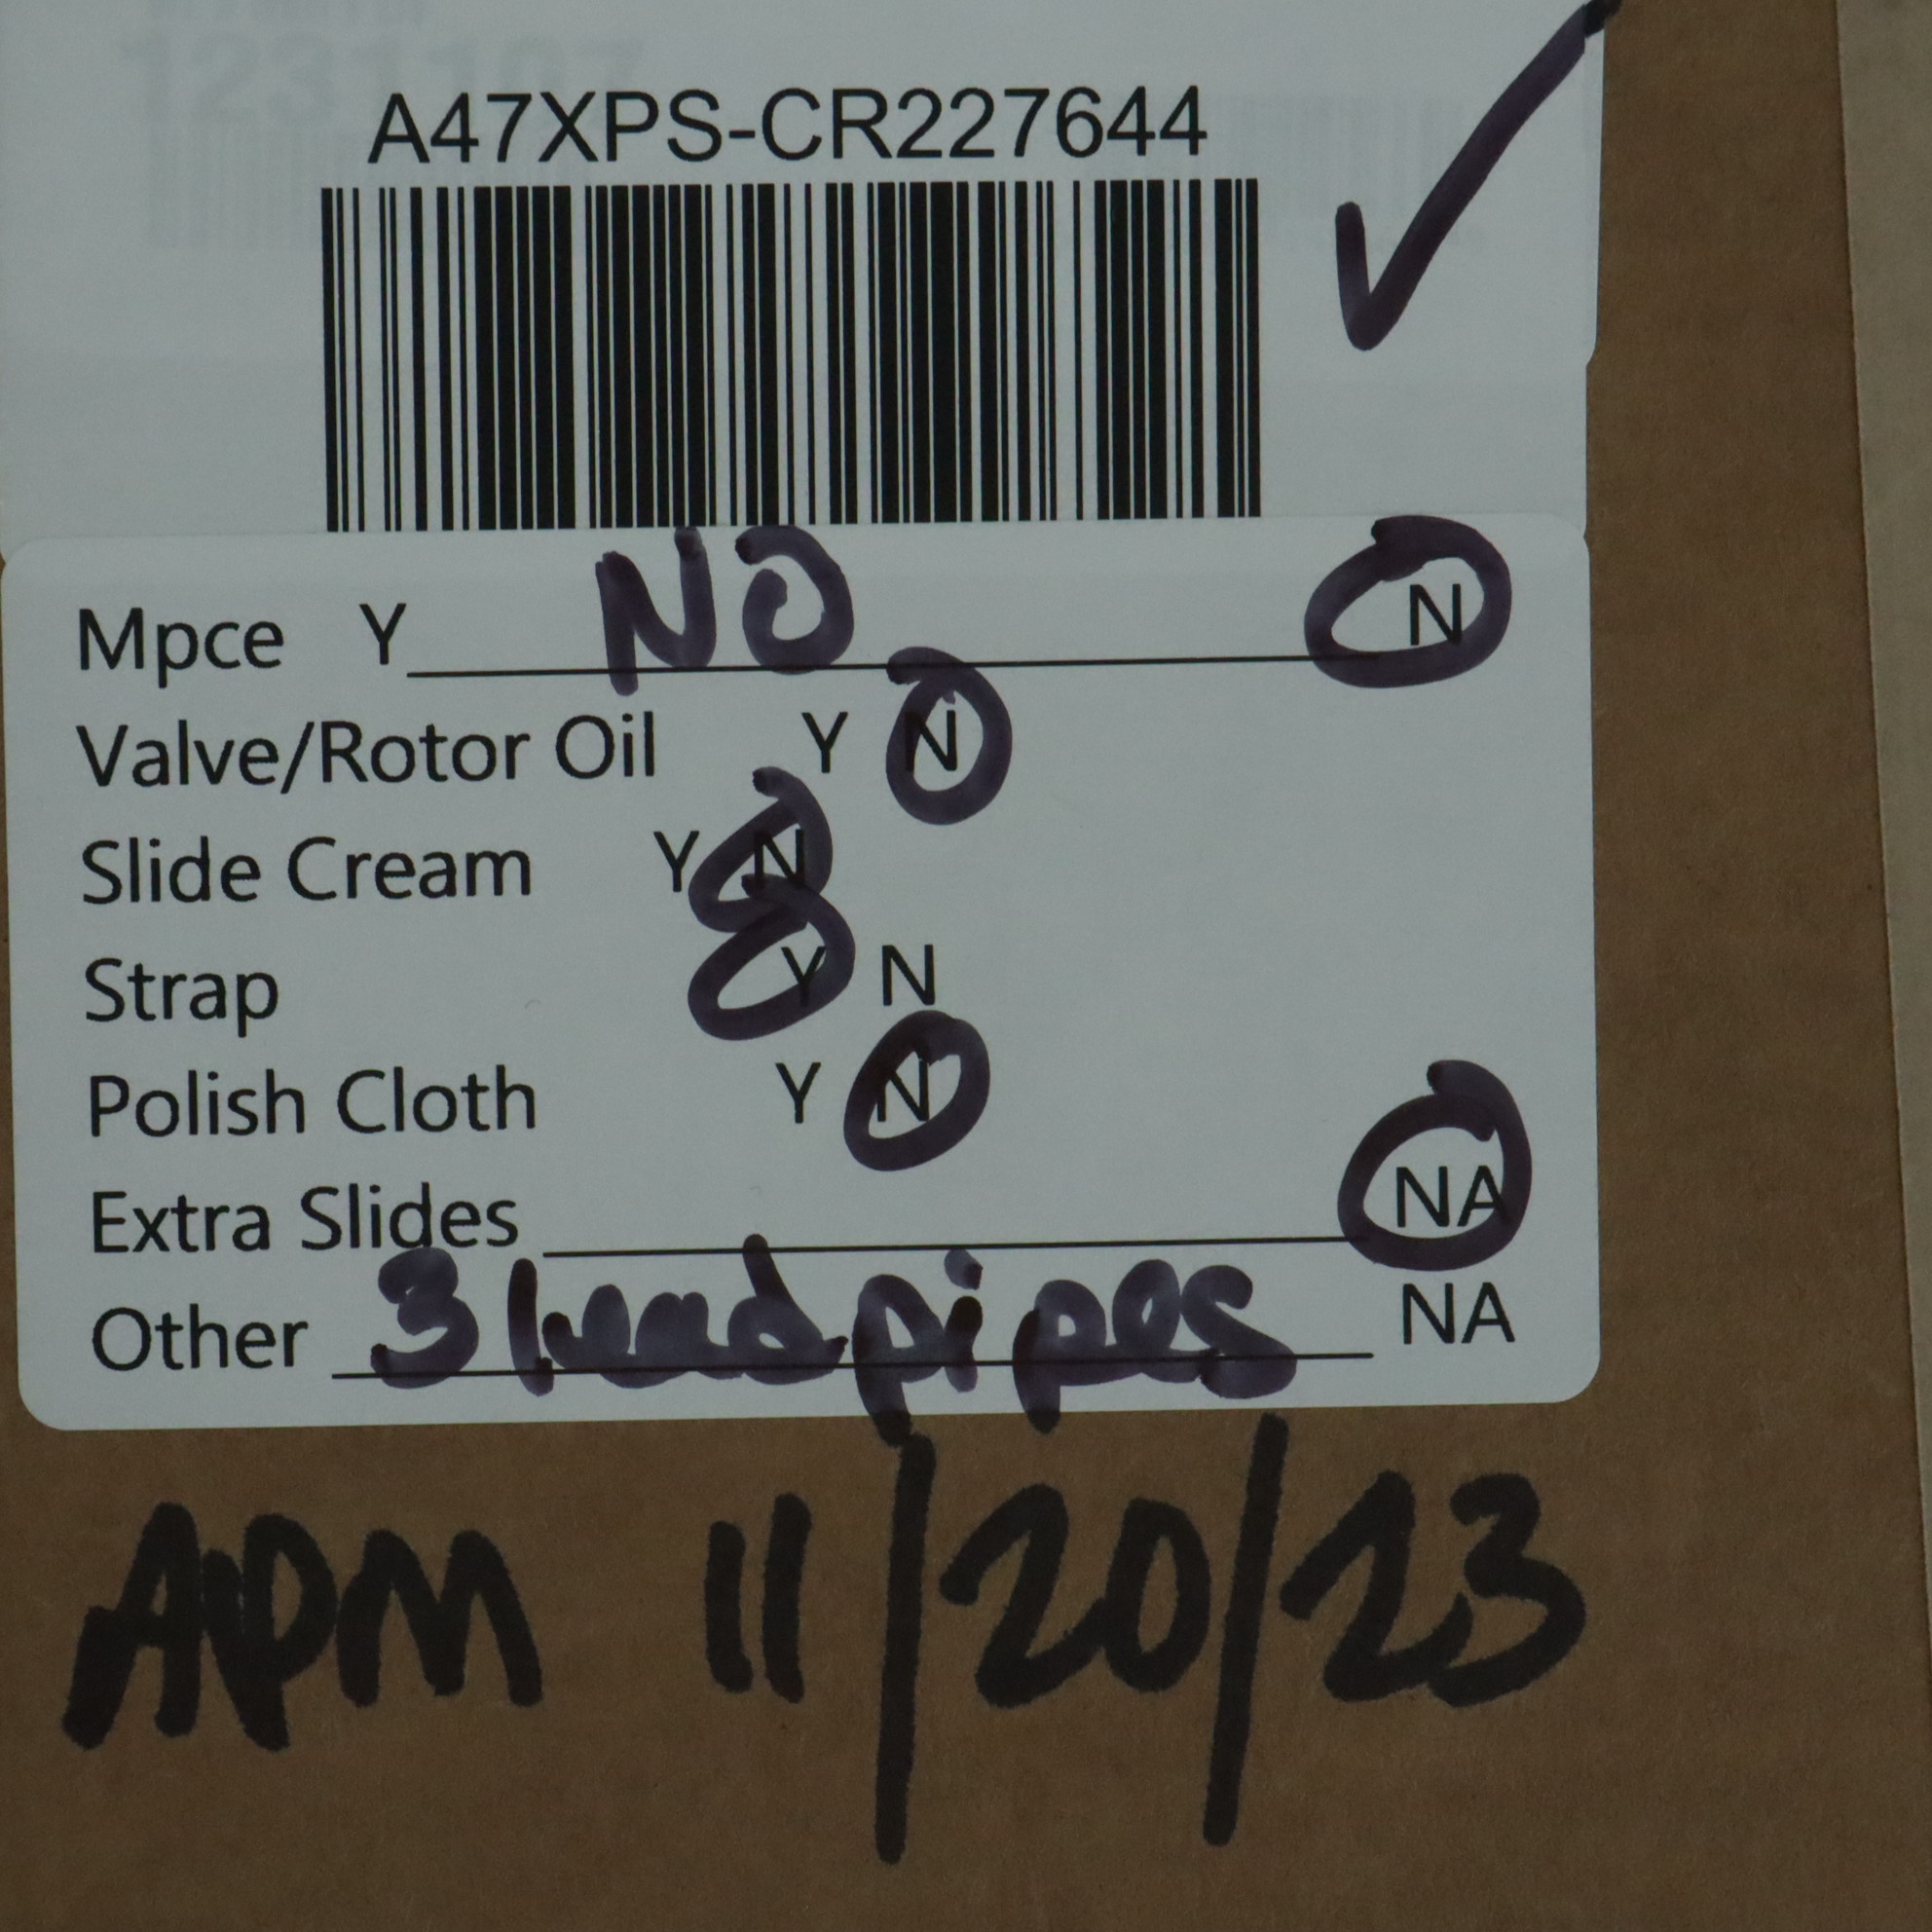 A47XPS-CR227644
Mpce Y NO N
Valve/Rotor Oil Y N
Slide Cream Y N
Strap Y N
Polish Cloth Y N
Extra Slides NA
Other 3 leadpipes NA
APM 11/20/23